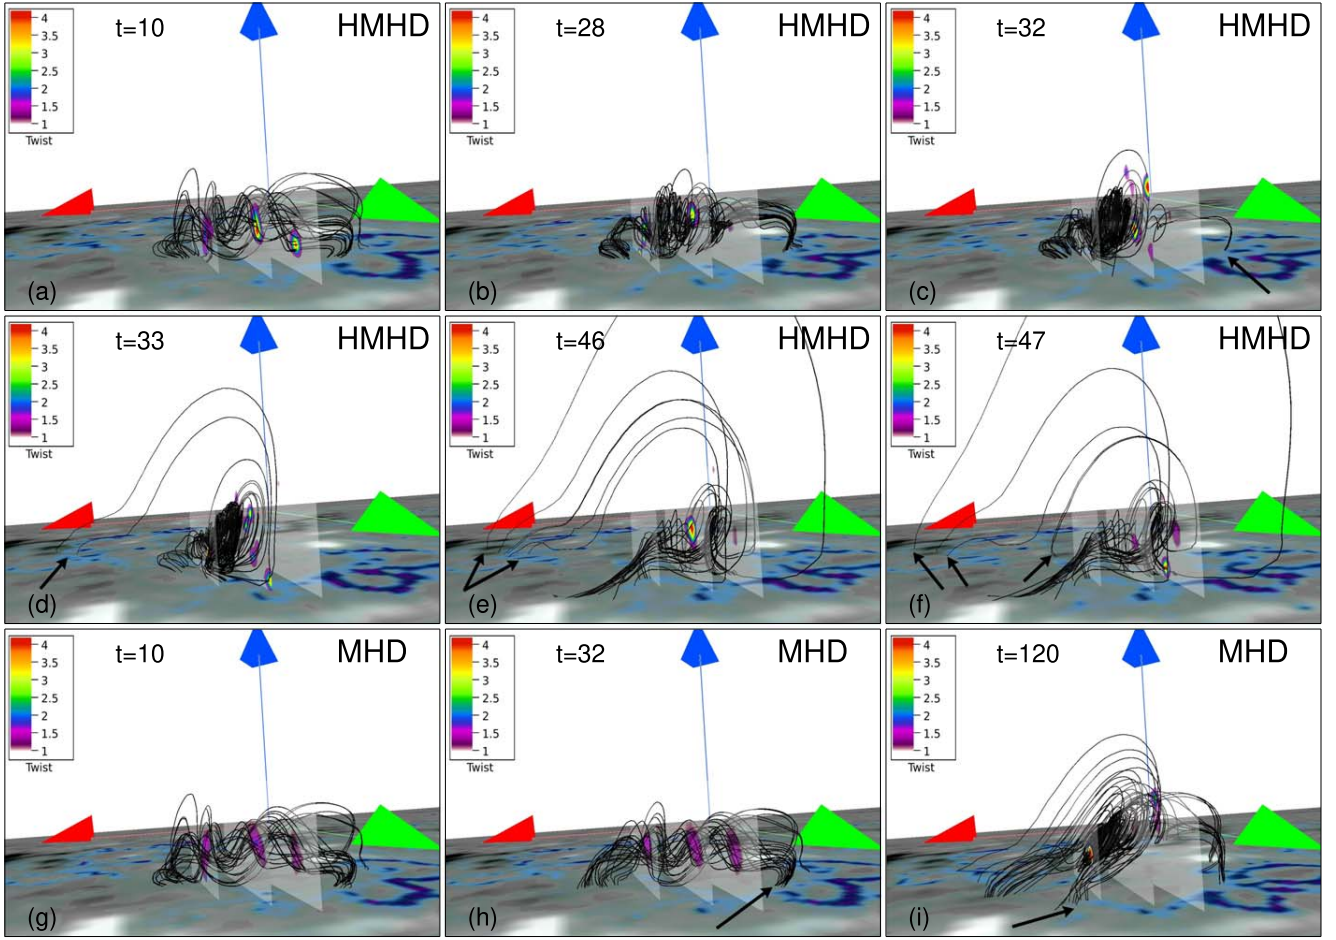 t=10 HMHD
4
3.5
3
2.5
2
1.5
1
Twist
(a)
t=28 HMHD
4
3.5
3
2.5
2
1.5
1
Twist
(b)
t=32 HMHD
4
3.5
3
2.5
2
1.5
1
Twist
(c)
t=33 HMHD
4
3.5
3
2.5
2
1.5
1
Twist
(d)
t=46 HMHD
4
3.5
3
2.5
2
1.5
1
Twist
(e)
t=47 HMHD
4
3.5
3
2.5
2
1.5
1
Twist
(f)
t=10 MHD
4
3.5
3
2.5
2
1.5
1
Twist
(g)
t=32 MHD
4
3.5
3
2.5
2
1.5
1
Twist
(h)
t=120 MHD
4
3.5
3
2.5
2
1.5
1
Twist
(i)